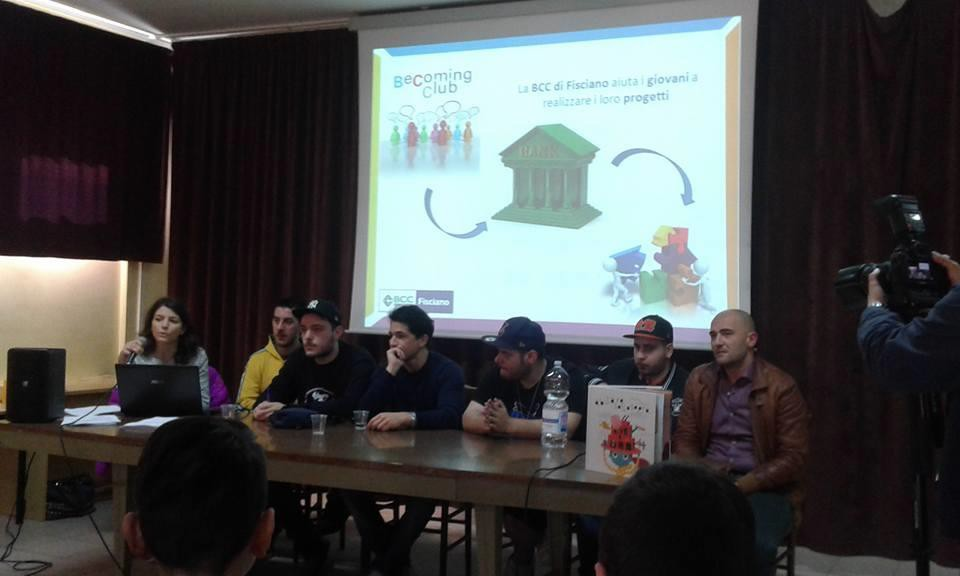 BeComing
Club
La BCC di Fisciano aiuta i giovani a
realizzare i loro progetti
BANK
BCC
Fisciano